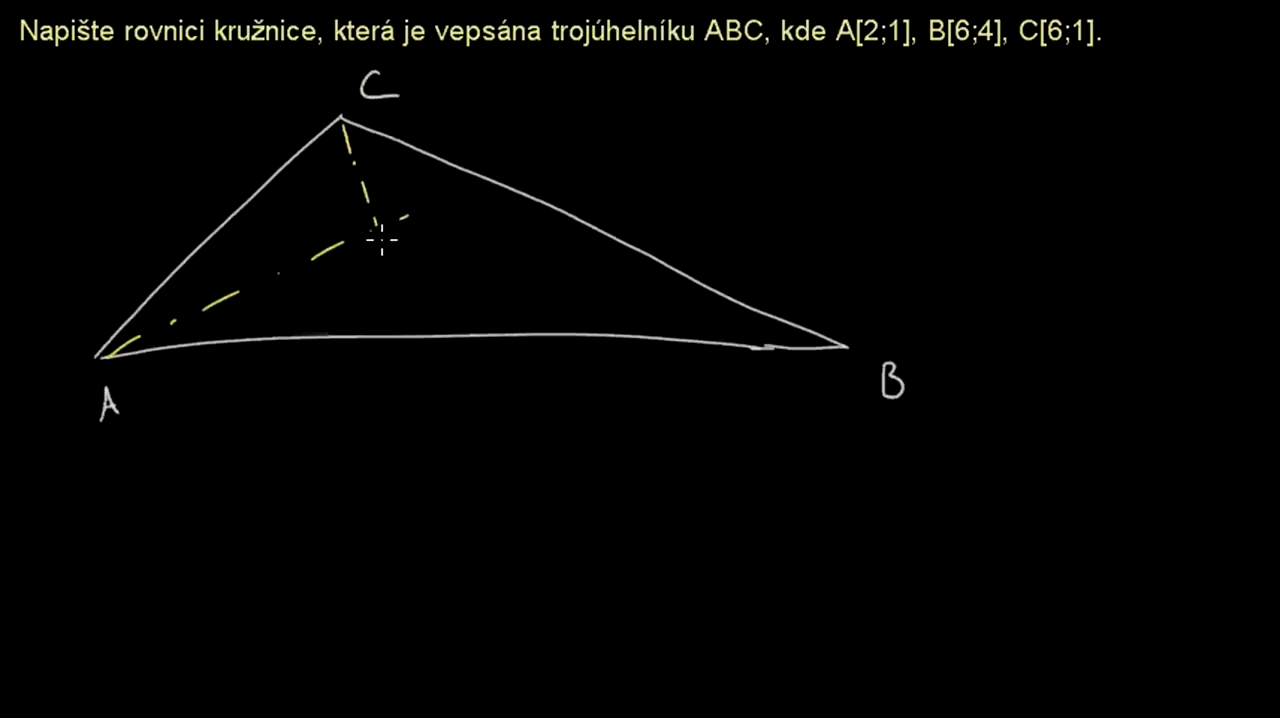 Napište rovnici kružnice, která je vepsána trojúhelníku ABC, kde A[2;1], B[6;4], C[6;1].
C
A
B